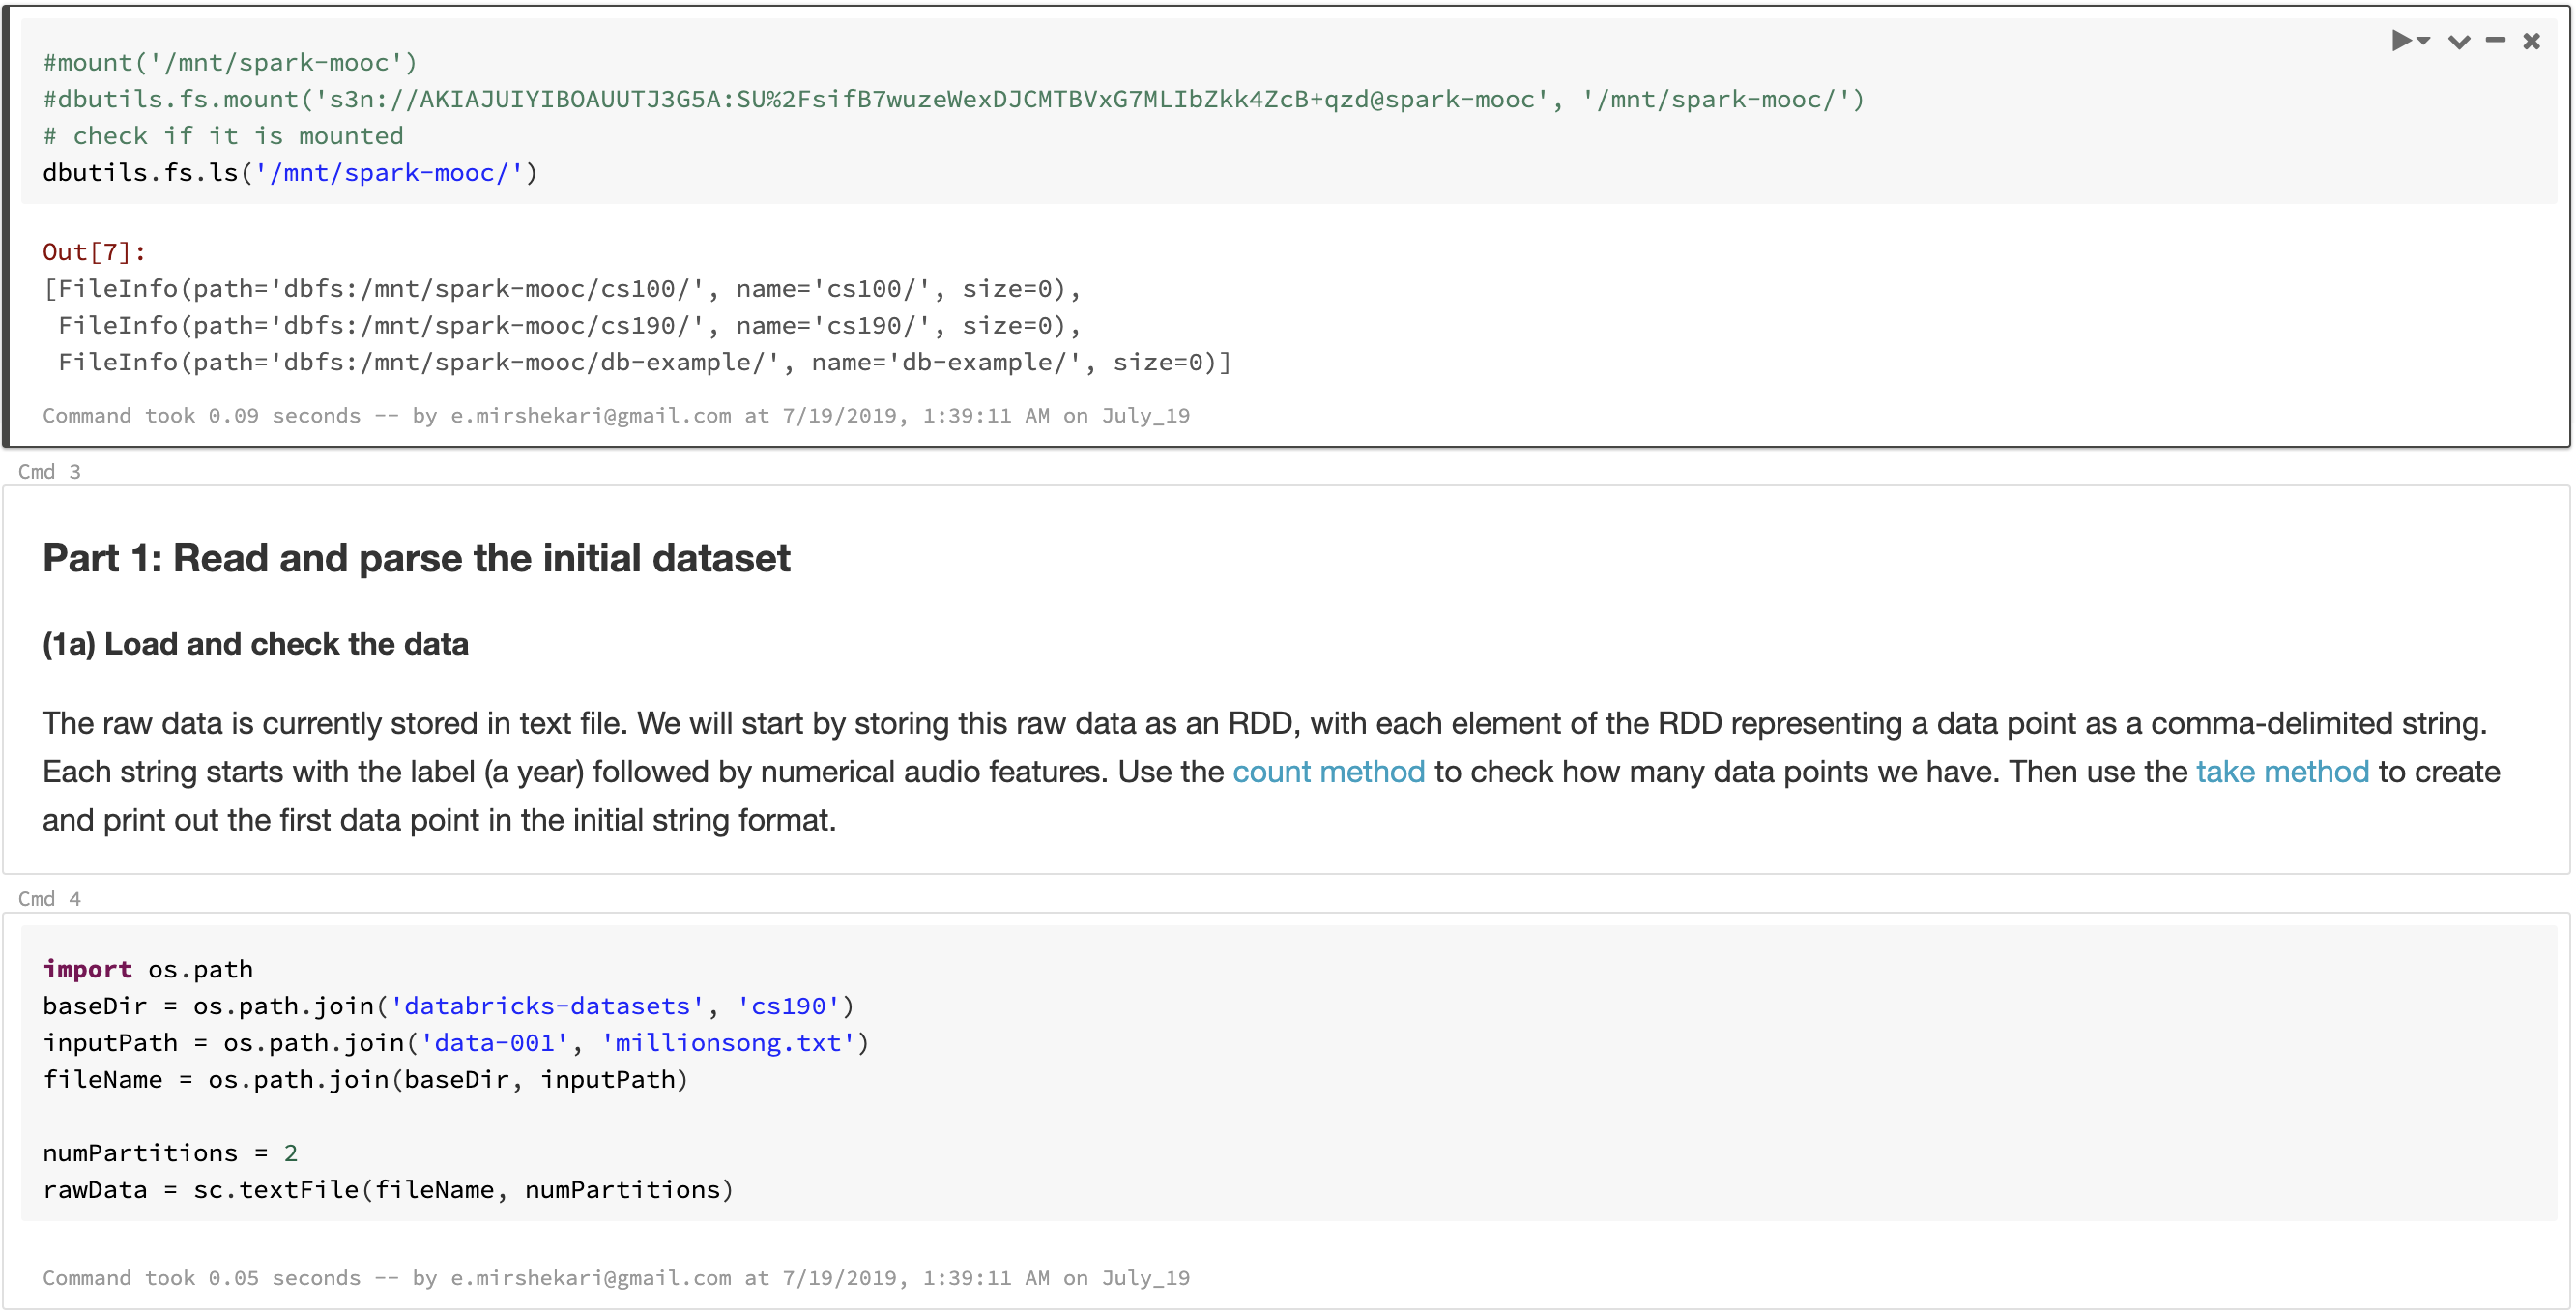 #mount('/mnt/spark-mooc')
#dbutils.fs.mount('s3n://AKIAJUIYIBOAUUTJ3G5A:SU%2FsifB7wuzeWexDJCMTBVxG7MLIbZkk4ZcB+qzd@spark-mooc', '/mnt/spark-mooc/')
# check if it is mounted
dbutils.fs.ls('/mnt/spark-mooc/')
Out[7]:
[FileInfo(path='dbfs:/mnt/spark-mooc/cs100/', name='cs100/', size=0),
 FileInfo(path='dbfs:/mnt/spark-mooc/cs190/', name='cs190/', size=0),
 FileInfo(path='dbfs:/mnt/spark-mooc/db-example/', name='db-example/', size=0)]
Command took 0.09 seconds -- by e.mirshekari@gmail.com at 7/19/2019, 1:39:11 AM on July_19
Cmd 3
Part 1: Read and parse the initial dataset
(1a) Load and check the data
The raw data is currently stored in text file. We will start by storing this raw data as an RDD, with each element of the RDD representing a data point as a comma-delimited string.
Each string starts with the label (a year) followed by numerical audio features. Use the count method to check how many data points we have. Then use the take method to create
and print out the first data point in the initial string format.
Cmd 4
import os.path
baseDir = os.path.join('databricks-datasets', 'cs190')
inputPath = os.path.join('data-001', 'millionsong.txt')
fileName = os.path.join(baseDir, inputPath)
numPartitions = 2
rawData = sc.textFile(fileName, numPartitions)
Command took 0.05 seconds -- by e.mirshekari@gmail.com at 7/19/2019, 1:39:11 AM on July_19